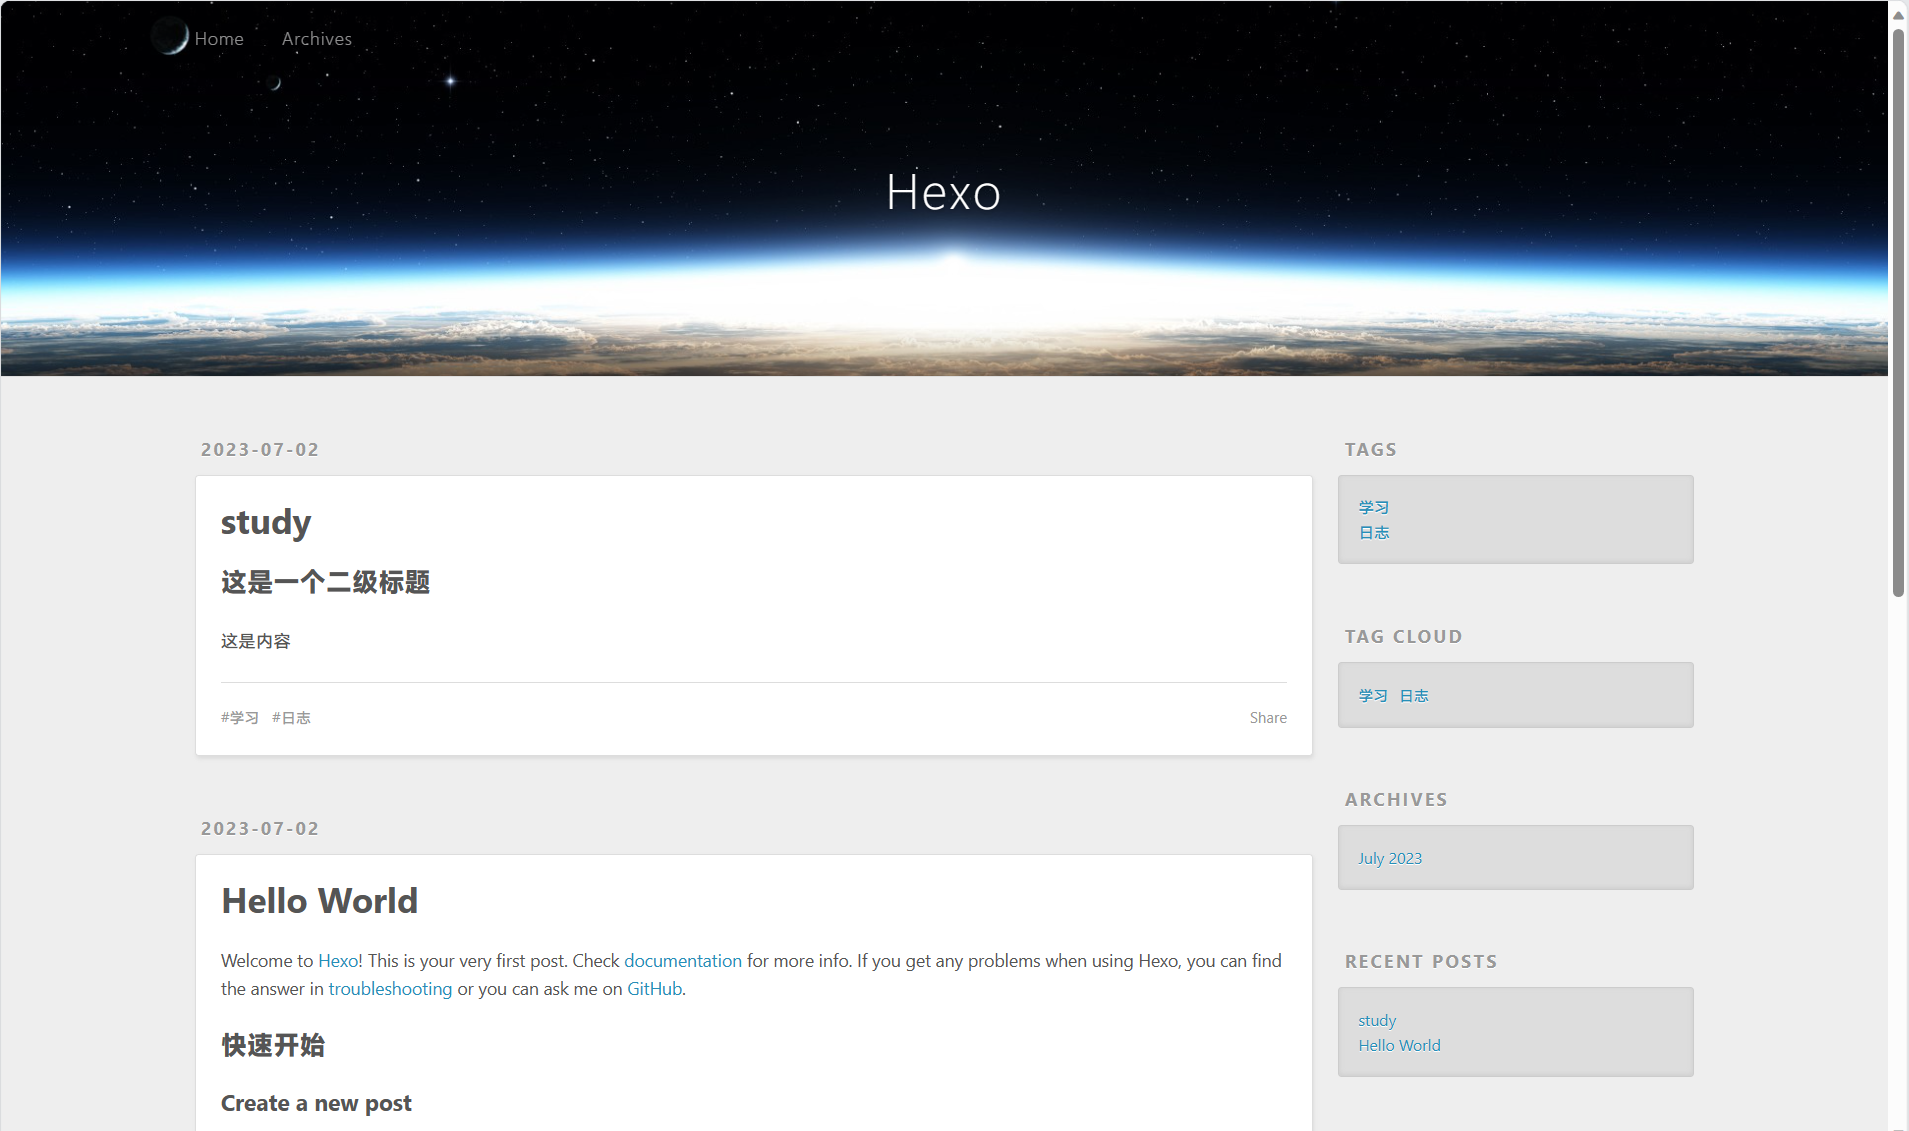 Home Archives
Hexo
2023-07-02
study
这是一个二级标题
这是内容
#学习 #日志
Share
2023-07-02
Hello World
Welcome to Hexo! This is your very first post. Check documentation for more info. If you get any problems when using Hexo, you can find
the answer in troubleshooting or you can ask me on GitHub.
快速开始
Create a new post
TAGS
学习
日志
TAG CLOUD
学习 日志
ARCHIVES
July 2023
RECENT POSTS
study
Hello World